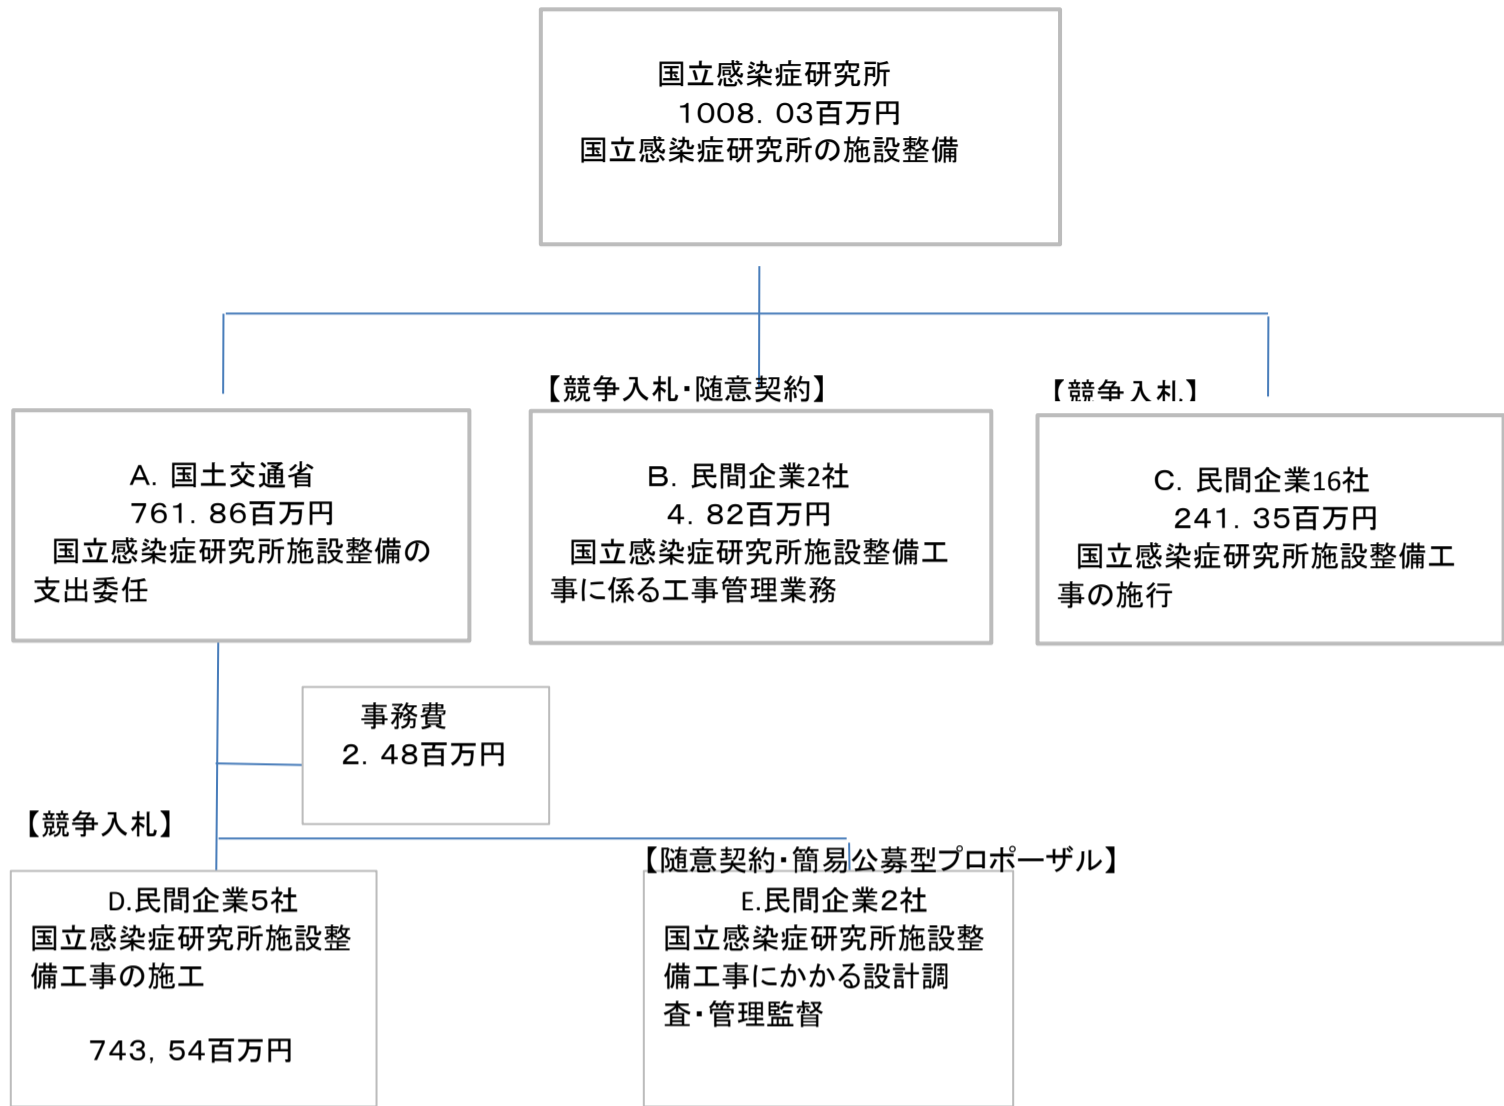 国立感染症研究所
1008．03百万円
国立感染症研究所の施設整備
【競争入札・随意契約】
【競争入札】
A．国土交通省
761．86百万円
国立感染症研究所施設整備の
支出委任
B．民間企業2社
4．82百万円
国立感染症研究所施設整備工
事に係る工事管理業務
C．民間企業16社
241．35百万円
国立感染症研究所施設整備工
事の施行
事務費
2．48百万円
【競争入札】
【随意契約・簡易公募型プロポーザル】
D.民間企業5社
国立感染症研究所施設整
備工事の施工
743，54百万円
E.民間企業2社
国立感染症研究所施設整
備工事にかかる設計調
査・管理監督